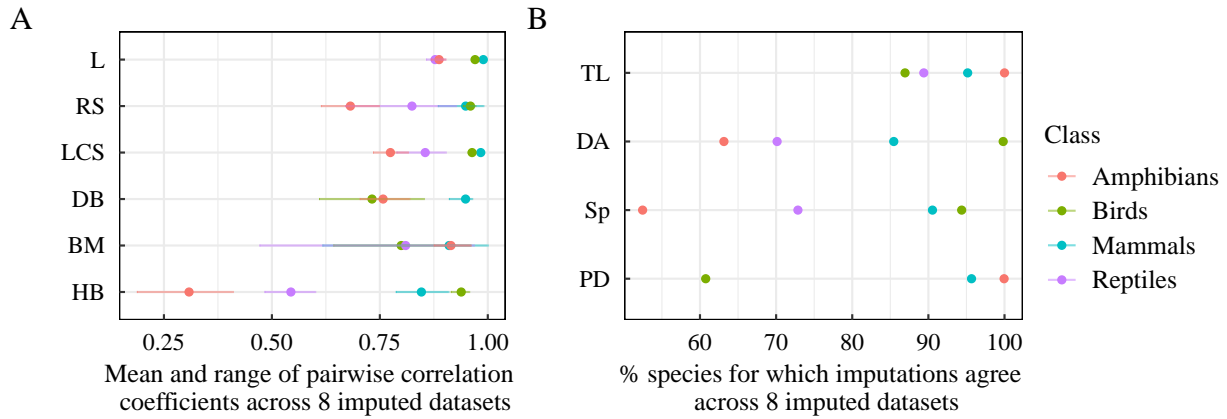 A
L
RS
LCS
DB
BM
HB
0.25 0.50 0.75 1.00
Mean and range of pairwise correlation
coefficients across 8 imputed datasets
B
TL
DA
Sp
PD
60 70 80 90 100
% species for which imputations agree
across 8 imputed datasets
Class
Amphibians
Birds
Mammals
Reptiles